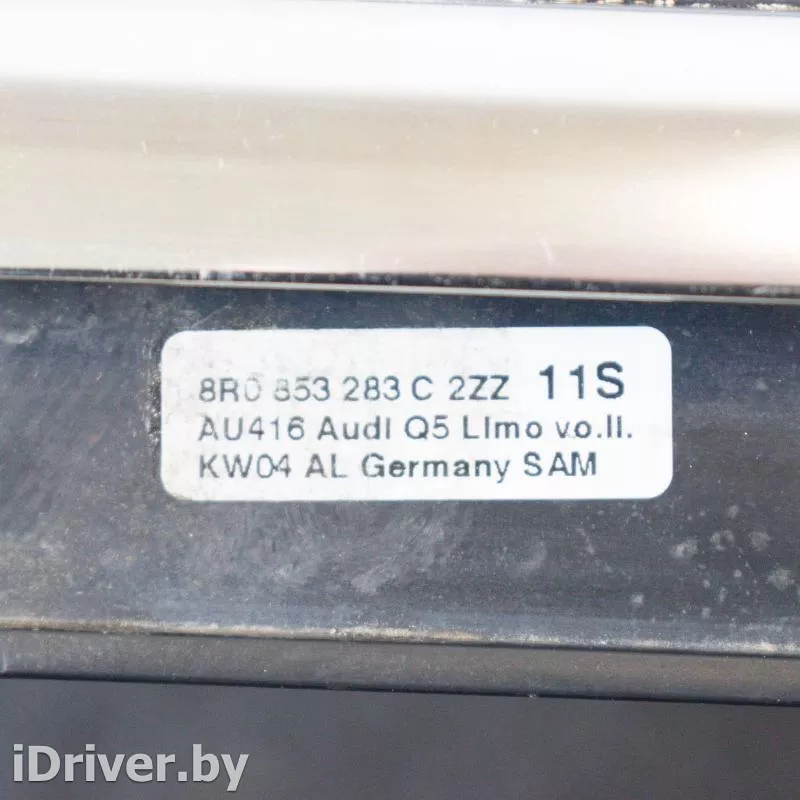 8R0 853 283 C 2ZZ 11S
AU416 Audi Q5 Limo vo.li.
KW04 AL Germany SAM
iDriver.by